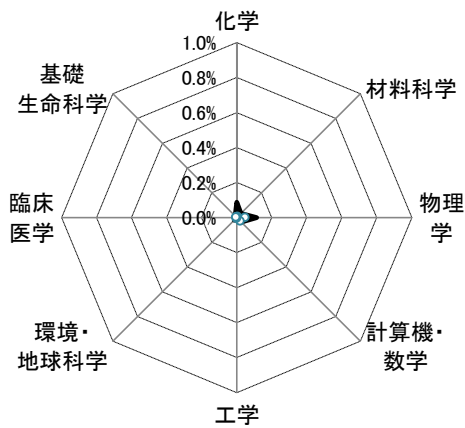 化学
1.0%
0.8%
0.6%
0.4%
0.2%
0.0%
材料科学
物理
学
計算機・
数学
工学
環境・
地球科学
臨床
医学
基礎
生命科学